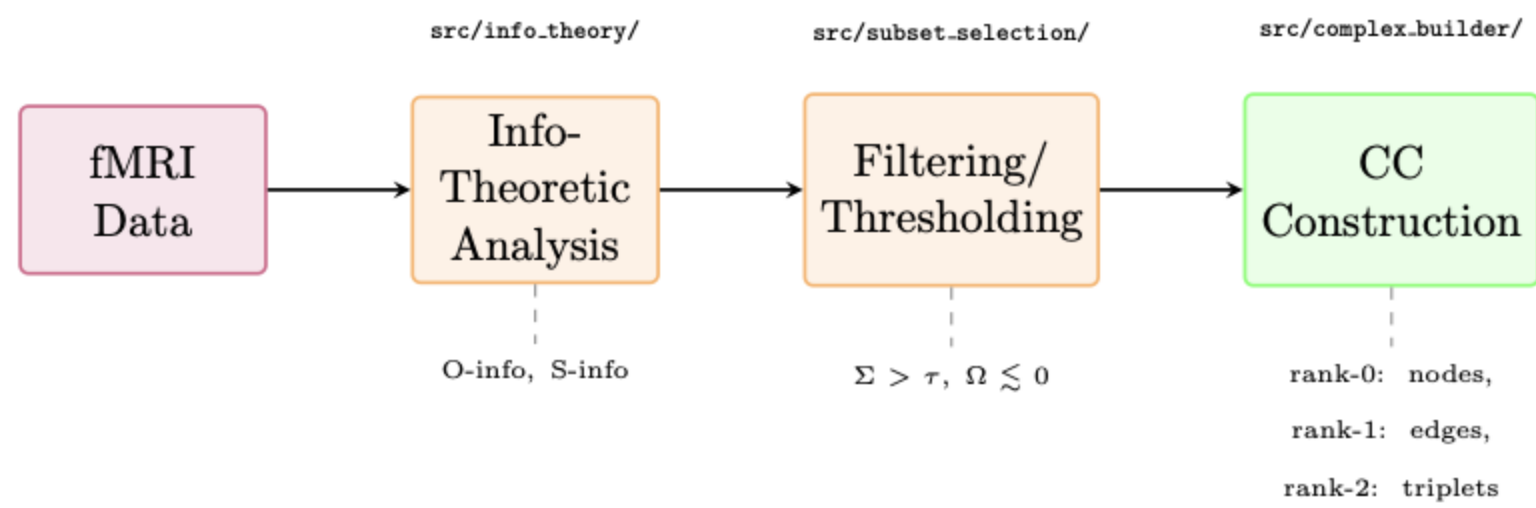 src/info_theory/
src/subset_selection/
src/complex_builder/
fMRI
Data
Info-
Theoretic
Analysis
Filtering/
Thresholding
CC
Construction
O-info, S-info
Σ > τ, Ω ≲ 0
rank-0: nodes,
rank-1: edges,
rank-2: triplets